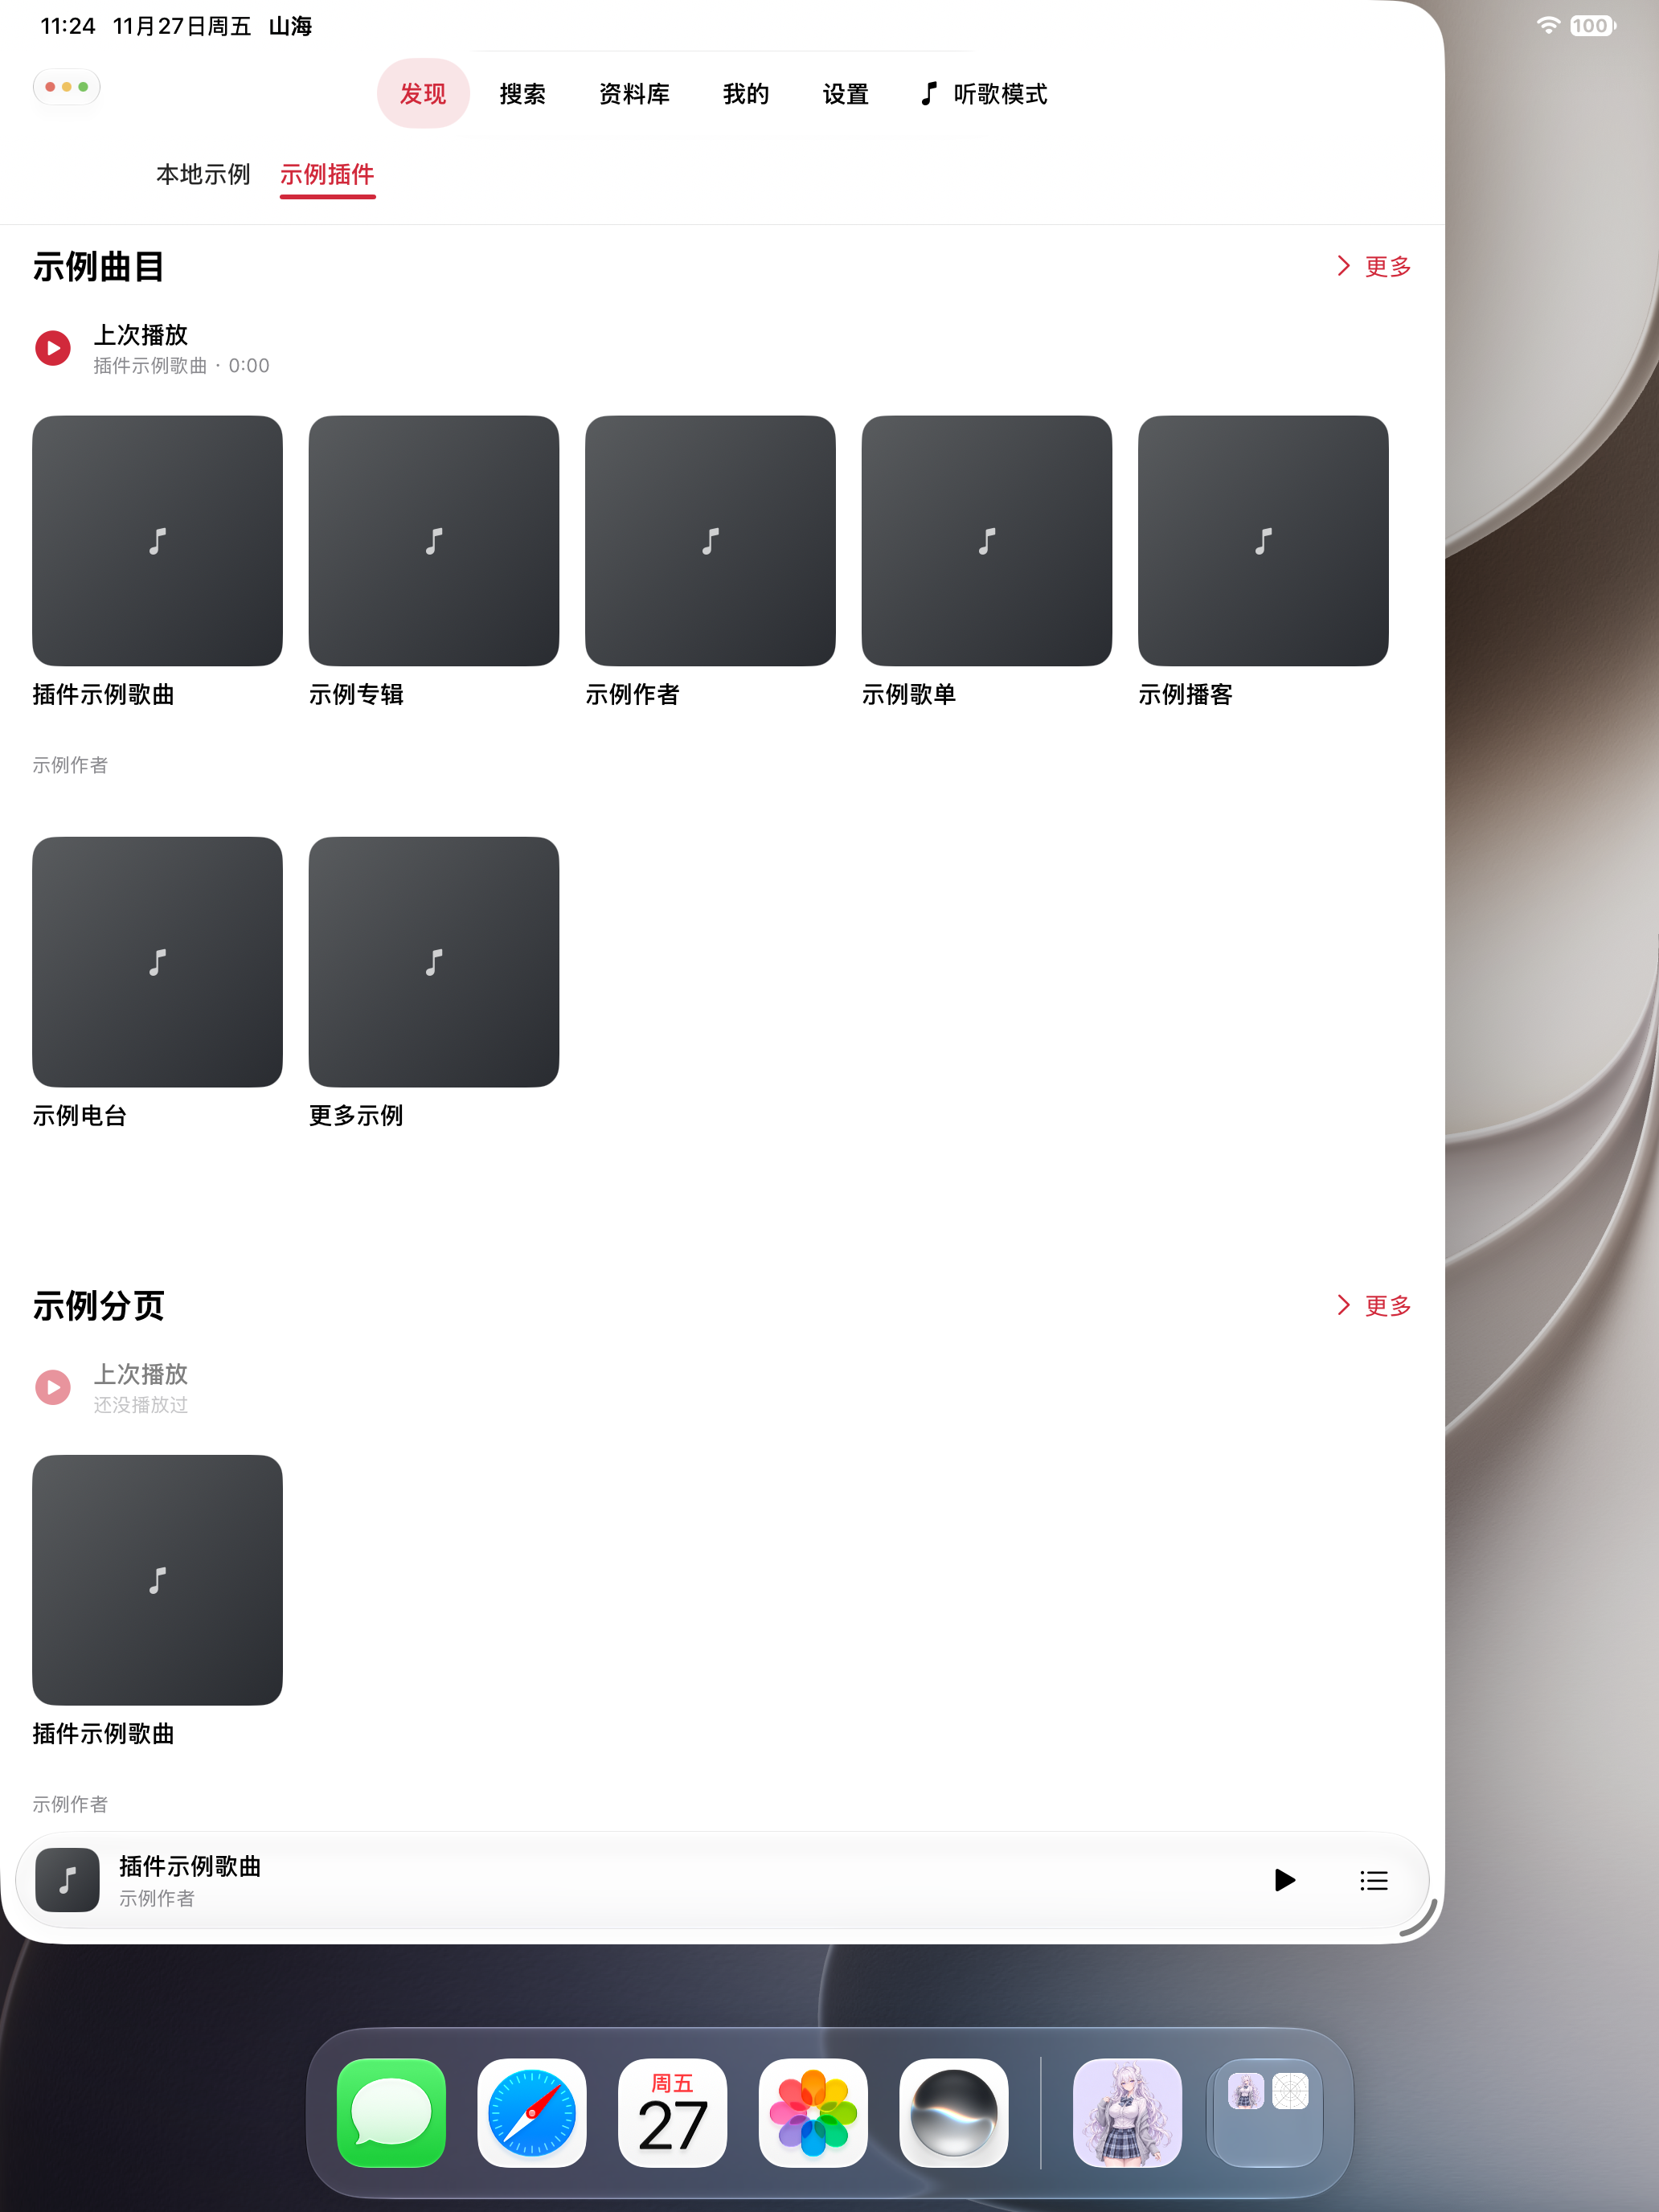 11:24 11月27日周五 山海
100
发现 搜索 资料库 我的 设置 听歌模式
本地示例 示例插件
示例曲目 更多
上次播放
插件示例歌曲 · 0:00
插件示例歌曲 示例专辑 示例作者 示例歌单 示例播客
示例作者
示例电台 更多示例
示例分页 更多
上次播放
还没播放过
插件示例歌曲
示例作者
插件示例歌曲
示例作者
周五
27